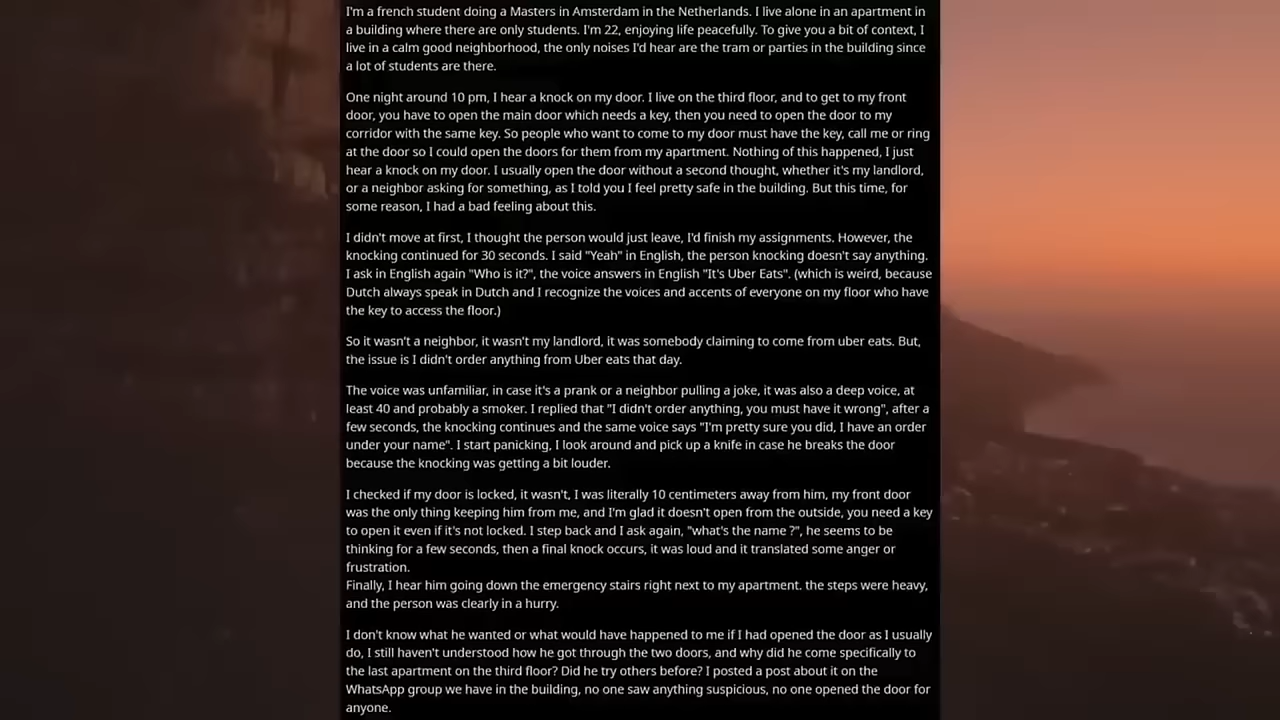 I'm a french student doing a Masters in Amsterdam in the Netherlands. I live alone in an apartment in
a building where there are only students. I'm 22, enjoying life peacefully. To give you a bit of context, I
live in a calm good neighborhood, the only noises I'd hear are the tram or parties in the building since
a lot of students are there.
One night around 10 pm, I hear a knock on my door. I live on the third floor, and to get to my front
door, you have to open the main door which needs a key, then you need to open the door to my
corridor with the same key. So people who want to come to my door must have the key, call me or ring
at the door so I could open the doors for them from my apartment. Nothing of this happened, I just
hear a knock on my door. I usually open the door without a second thought, whether it's my landlord,
or a neighbor asking for something, as I told you I feel pretty safe in the building. But this time, for
some reason, I had a bad feeling about this.
I didn't move at first, I thought the person would just leave, I'd finish my assignments. However, the
knocking continued for 30 seconds. I said "Yeah" in English, the person knocking doesn't say anything.
I ask in English again "Who is it?", the voice answers in English "It's Uber Eats". (which is weird, because
Dutch always speak in Dutch and I recognize the voices and accents of everyone on my floor who have
the key to access the floor.)
So it wasn't a neighbor, it wasn't my landlord, it was somebody claiming to come from uber eats. But,
the issue is I didn't order anything from Uber eats that day.
The voice was unfamiliar, in case it's a prank or a neighbor pulling a joke, it was also a deep voice, at
least 40 and probably a smoker. I replied that "I didn't order anything, you must have it wrong", after a
few seconds, the knocking continues and the same voice says "I'm pretty sure you did, I have an order
under your name". I start panicking, I look around and pick up a knife in case he breaks the door
because the knocking was getting a bit louder.
I checked if my door is locked, it wasn't, I was literally 10 centimeters away from him, my front door
was the only thing keeping him from me, and I'm glad it doesn't open from the outside, you need a key
to open it even if it's not locked. I step back and I ask again, "what's the name ?", he seems to be
thinking for a few seconds, then a final knock occurs, it was loud and it translated some anger or
frustration.
Finally, I hear him going down the emergency stairs right next to my apartment. the steps were heavy,
and the person was clearly in a hurry.
I don't know what he wanted or what would have happened to me if I had opened the door as I usually
do, I still haven't understood how he got through the two doors, and why did he come specifically to
the last apartment on the third floor? Did he try others before? I posted a post about it on the
WhatsApp group we have in the building, no one saw anything suspicious, no one opened the door for
anyone.